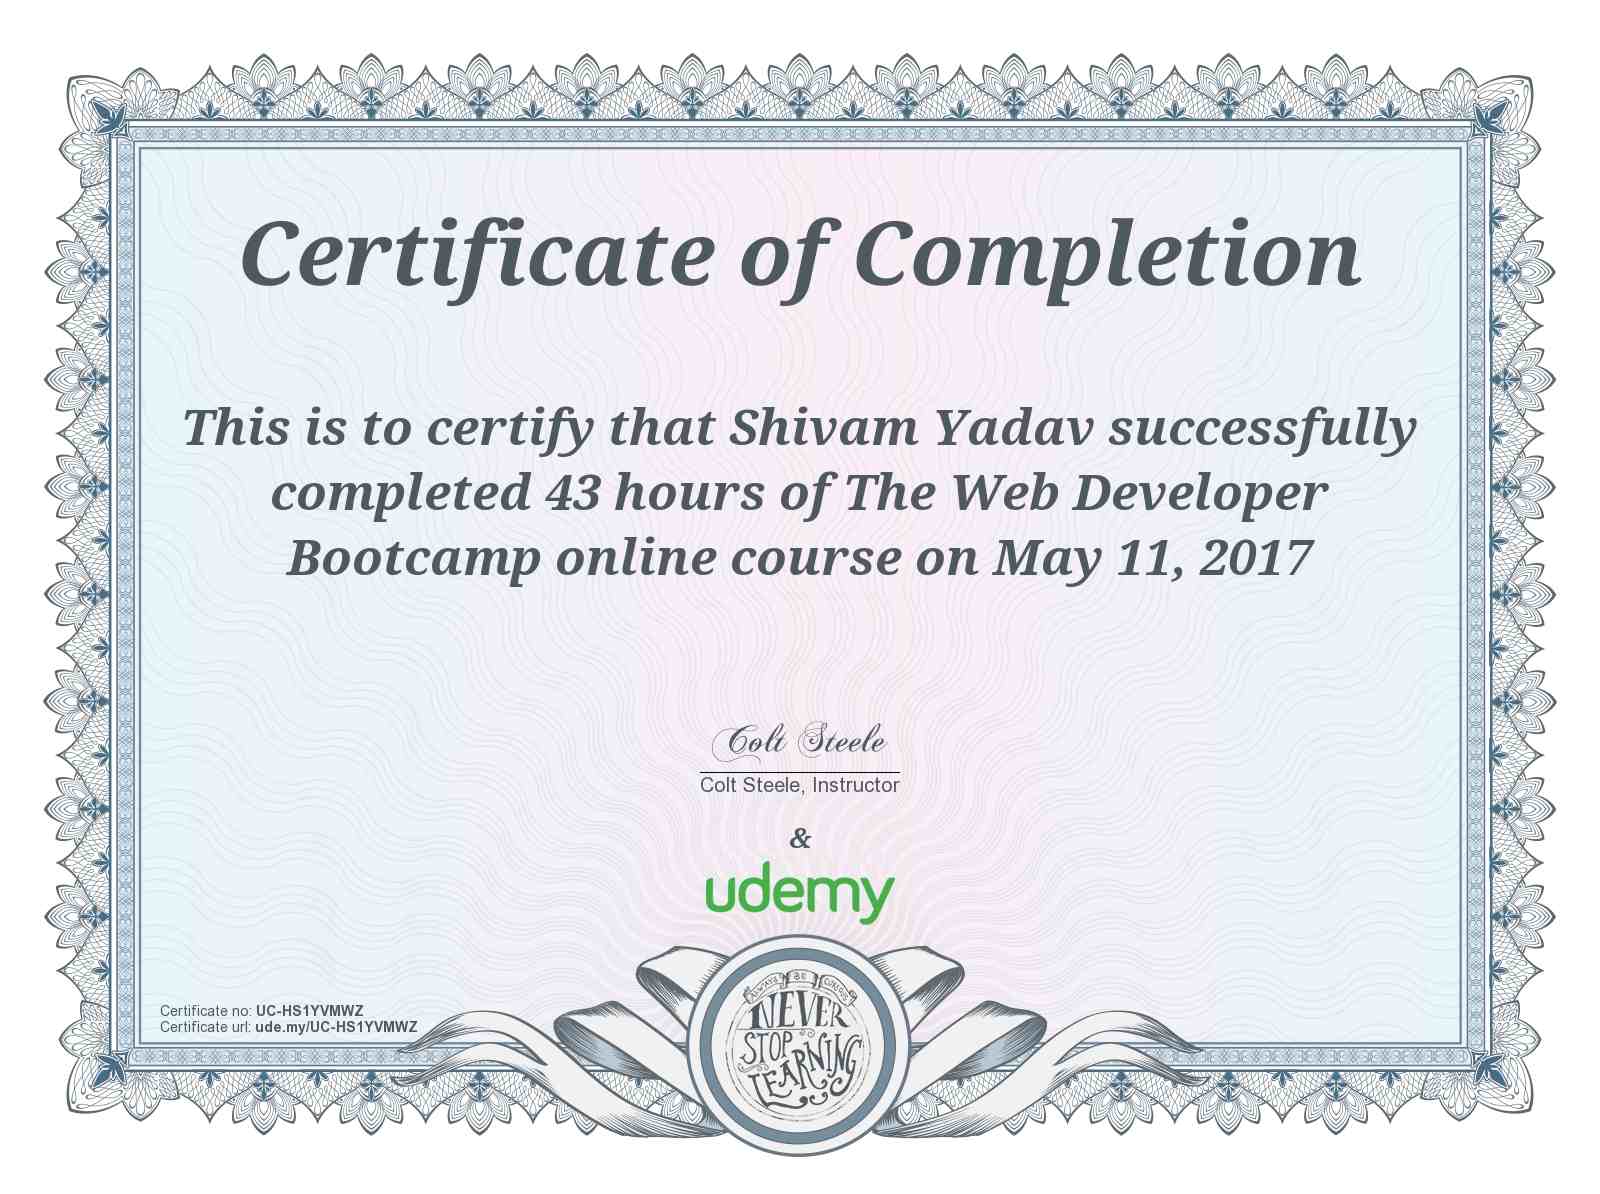 Certificate of Completion
This is to certify that Shivam Yadav successfully
completed 43 hours of The Web Developer
Bootcamp online course on May 11, 2017
Colt Steele
Colt Steele, Instructor
&
udemy
Certificate no: UC-HS1YVMWZ
Certificate url: ude.my/UC-HS1YVMWZ
ALWAYS BE CURIOUS
NEVER
STOP
LEARNING